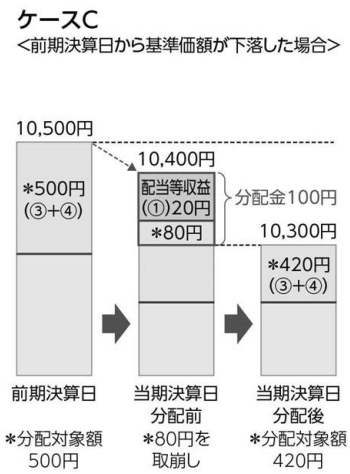 ケースC
<前期決算日から基準価額が下落した場合>
10,500円
10,400円
*500円
(③+④)
配当等収益
(①)20円
*80円
分配金100円
10,300円
*420円
(③+④)
前期決算日
当期決算日
分配前
当期決算日
分配後
*分配対象額
500円
*80円を
取崩し
*分配対象額
420円